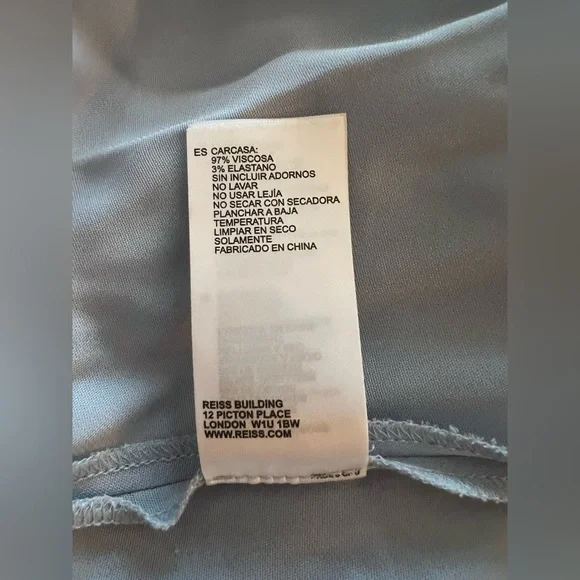 ES CARCASA:
97% VISCOSA
3% ELASTANO
SIN INCLUIR ADORNOS
NO LAVAR
NO USAR LEJÍA
NO SECAR CON SECADORA
PLANCHAR A BAJA
TEMPERATURA
LIMPIAR EN SECO
SOLAMENTE
FABRICADO EN CHINA
REISS BUILDING
12 PICTON PLACE
LONDON W1U 1BW
WWW.REISS.COM